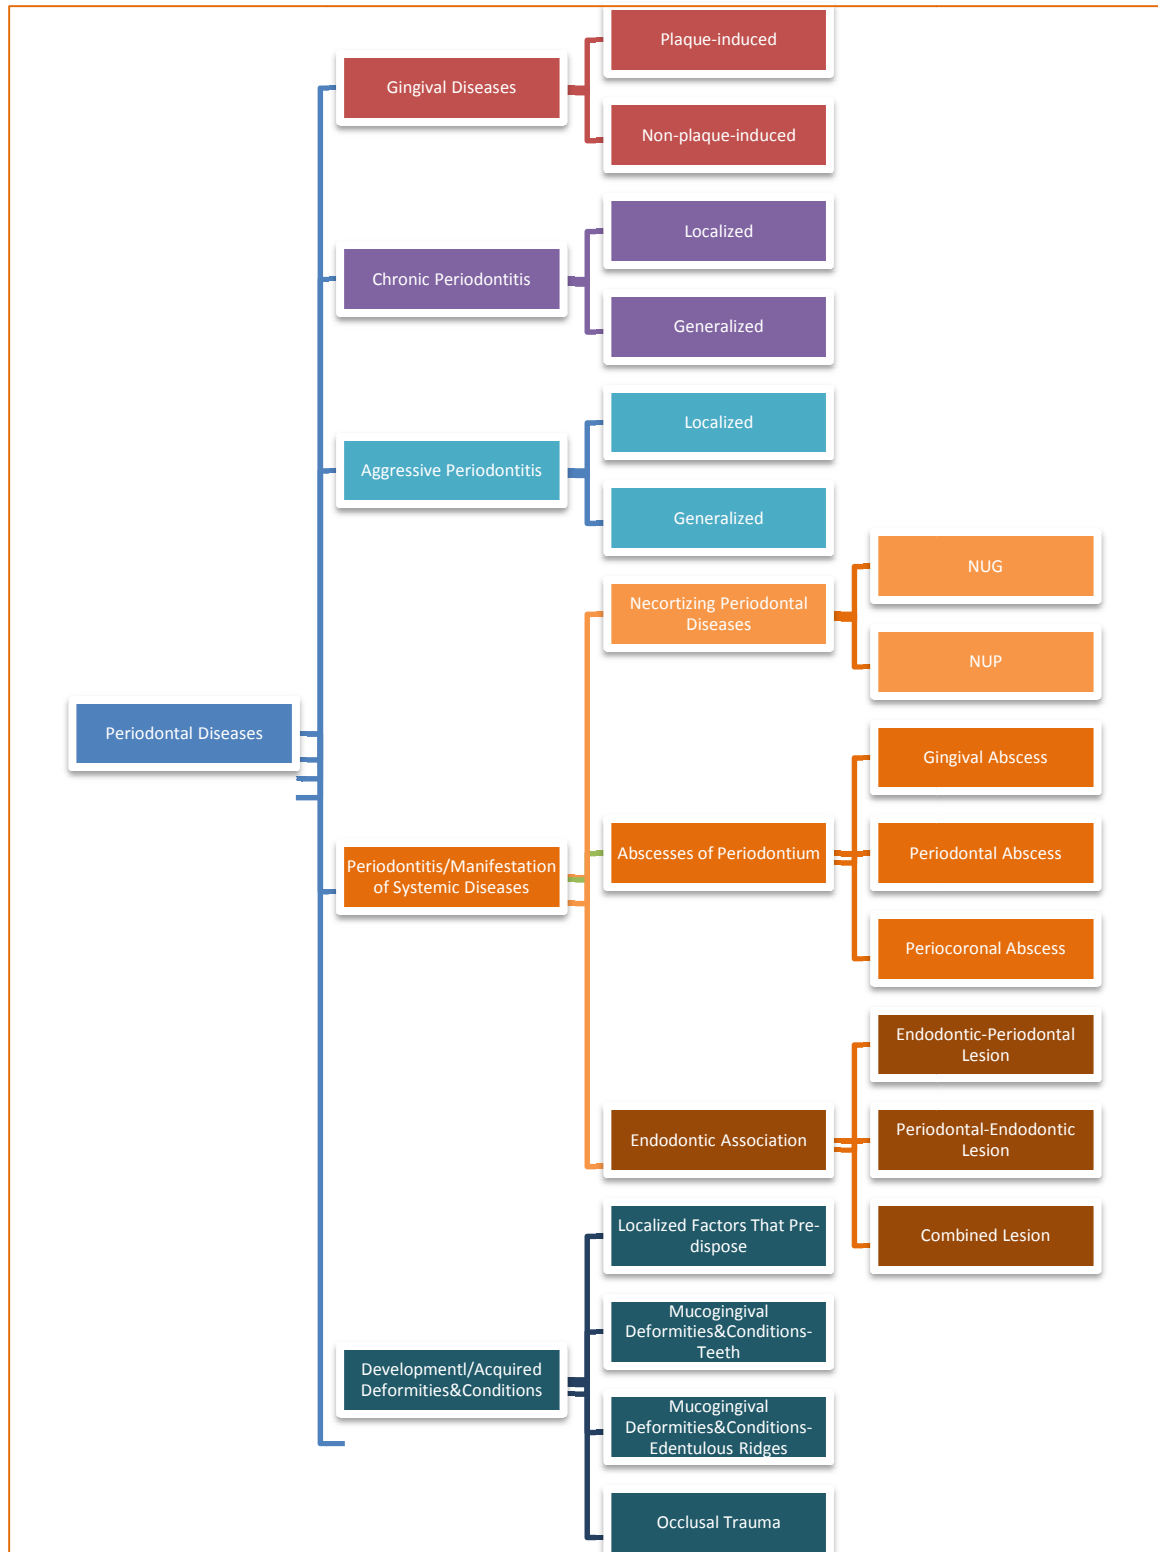 Periodontal Diseases
Gingival Diseases
Plaque-induced
Non-plaque-induced
Chronic Periodontitis
Localized
Generalized
Aggressive Periodontitis
Localized
Generalized
Periodontitis/Manifestation
of Systemic Diseases
Necortizing Periodontal
Diseases
NUG
NUP
Abscesses of Periodontium
Gingival Abscess
Periodontal Abscess
Periocoronal Abscess
Endodontic Association
Endodontic-Periodontal
Lesion
Periodontal-Endodontic
Lesion
Combined Lesion
Developmentl/Acquired
Deformities&Conditions
Localized Factors That Pre-
dispose
Mucogingival
Deformities&Conditions-
Teeth
Mucogingival
Deformities&Conditions-
Edentulous Ridges
Occlusal Trauma